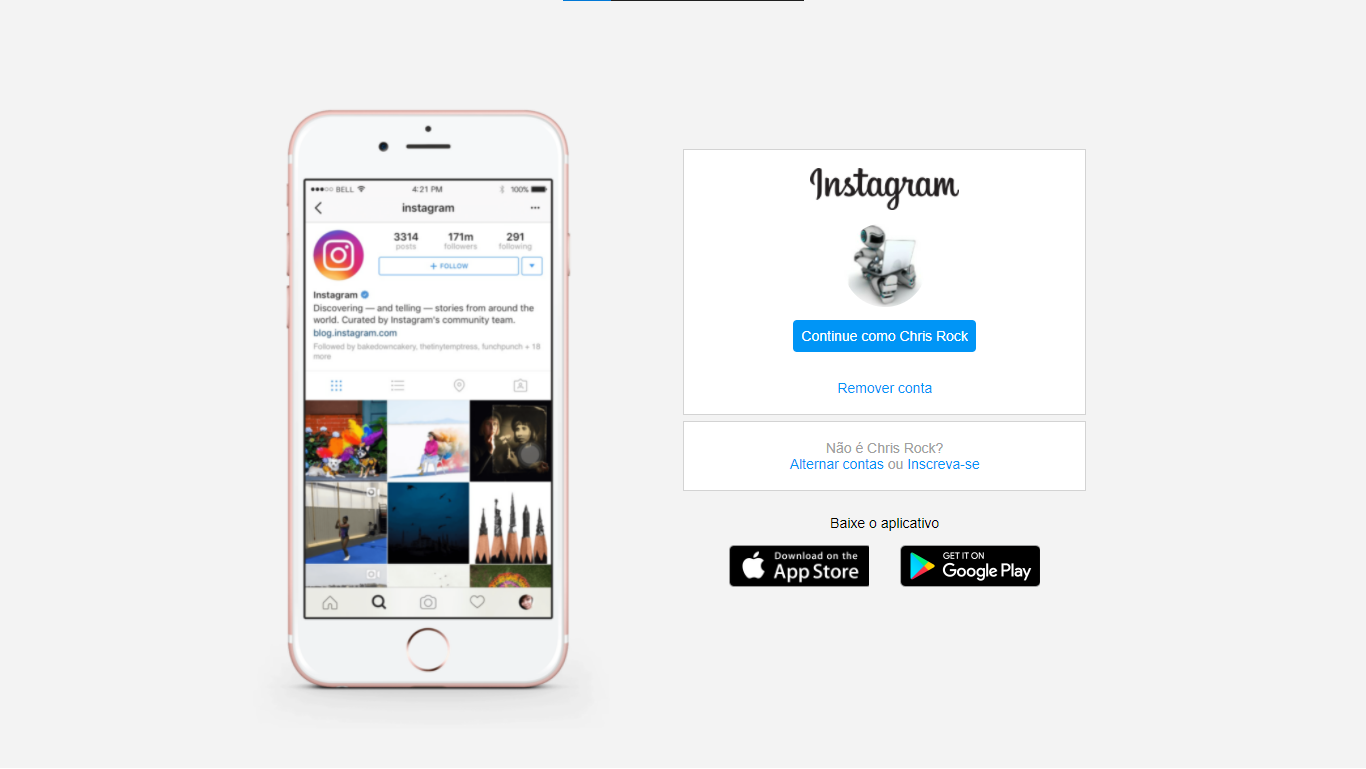 BELL
4:21 PM
100%
instagram
3314
171m
291
posts
followers
following
+ FOLLOW
Instagram
Discovering — and telling — stories from around the
world. Curated by Instagram's community team.
blog.instagram.com
Followed by bakedowncakery, thetinytemptress, funchpunch + 18
more
Instagram
Continue como Chris Rock
Remover conta
Não é Chris Rock?
Alternar contas ou Inscreva-se
Baixe o aplicativo
Download on the
App Store
GET IT ON
Google Play